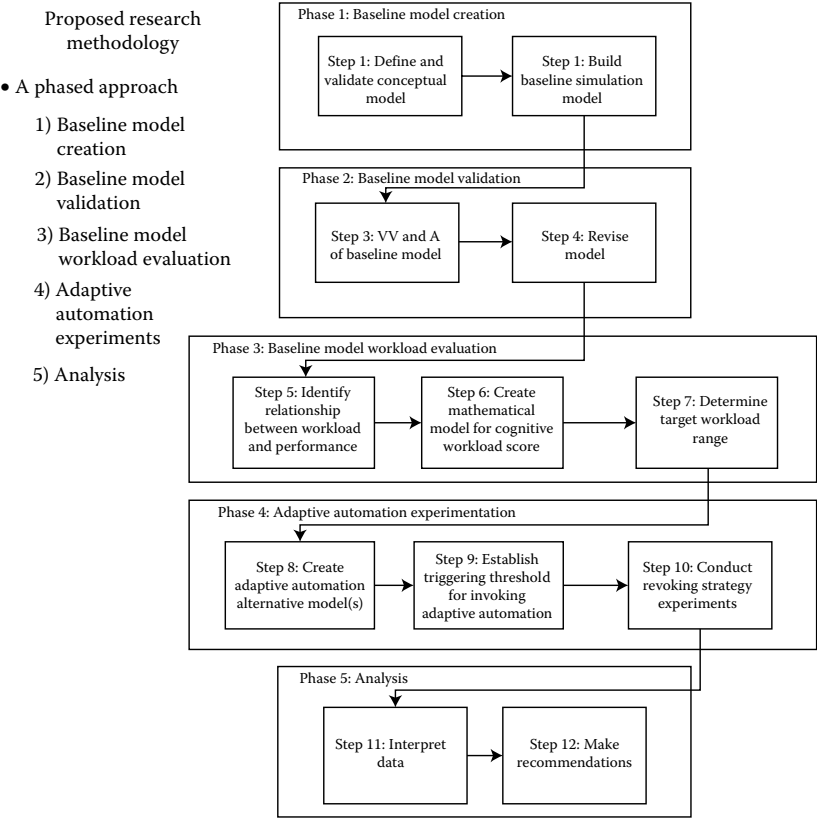 Proposed research
methodology
• A phased approach
1) Baseline model
creation
2) Baseline model
validation
3) Baseline model
workload evaluation
4) Adaptive
automation
experiments
5) Analysis
Phase 1: Baseline model creation
Step 1: Define and
validate conceptual
model
Step 1: Build
baseline simulation
model
Phase 2: Baseline model validation
Step 3: VV and A
of baseline model
Step 4: Revise
model
Phase 3: Baseline model workload evaluation
Step 5: Identify
relationship
between workload
and performance
Step 6: Create
mathematical
model for cognitive
workload score
Step 7: Determine
target workload
range
Phase 4: Adaptive automation experimentation
Step 8: Create
adaptive automation
alternative model(s)
Step 9: Establish
triggering threshold
for invoking
adaptive automation
Step 10: Conduct
revoking strategy
experiments
Phase 5: Analysis
Step 11: Interpret
data
Step 12: Make
recommendations